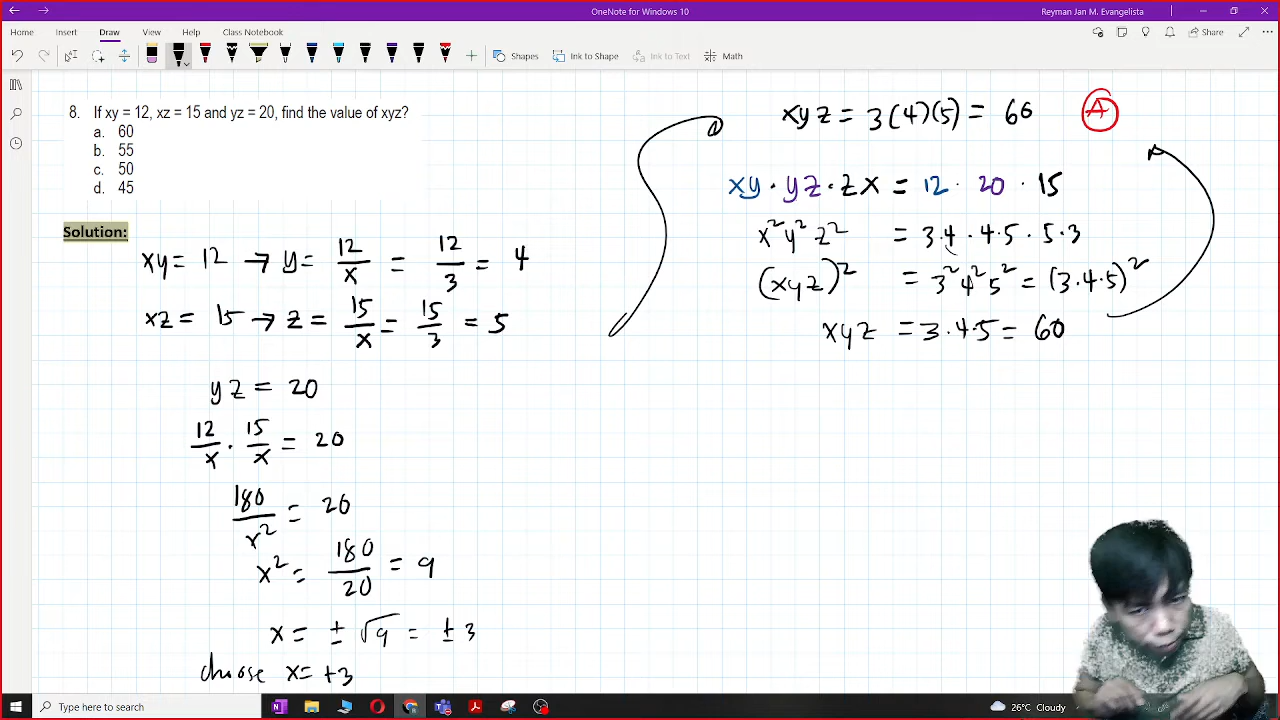 OneNote for Windows 10
Reyman Jan M. Evangelista
Home Insert Draw View Help Class Notebook
Share
Shapes Ink to Shape Ink to Text Math
8. If xy = 12, xz = 15 and yz = 20, find the value of xyz?
a. 60
b. 55
c. 50
d. 45
Solution:
xy = 12 → y = 12/x = 12/3 = 4
xz = 15 → z = 15/x = 15/3 = 5
yz = 20
12/x · 15/x = 20
180/x² = 20
x² = 180/20 = 9
x = ± √9 = ± 3
choose x = +3
xyz = 3(4)(5) = 60 A
xy · yz · zx = 12 · 20 · 15
x²y²z² = 3·4 · 4·5 · 5·3
(xyz)² = 3²4²5² = (3·4·5)²
xyz = 3·4·5 = 60
Type here to search
26°C Cloudy